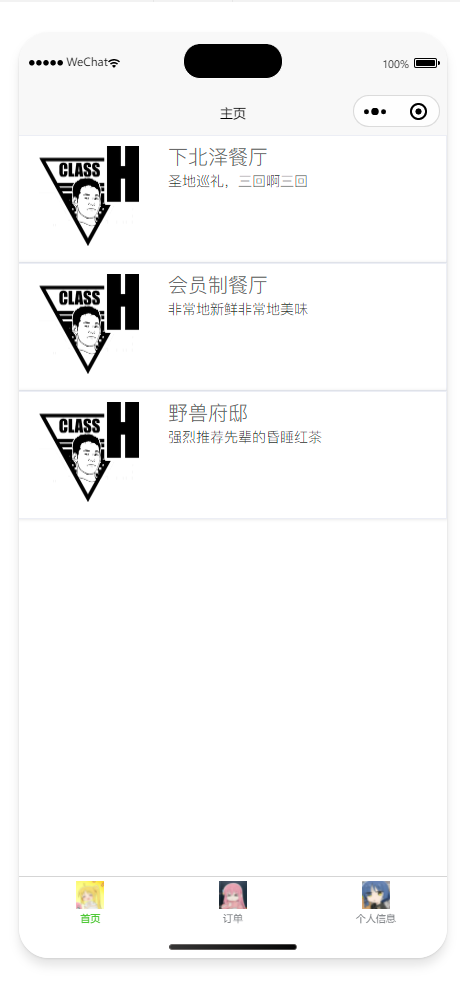 WeChat
100%
主页
CLASS
H
下北泽餐厅
圣地巡礼，三回啊三回
CLASS
H
会员制餐厅
非常地新鲜非常地美味
CLASS
H
野兽府邸
强烈推荐先辈的昏睡红茶
首页
订单
个人信息